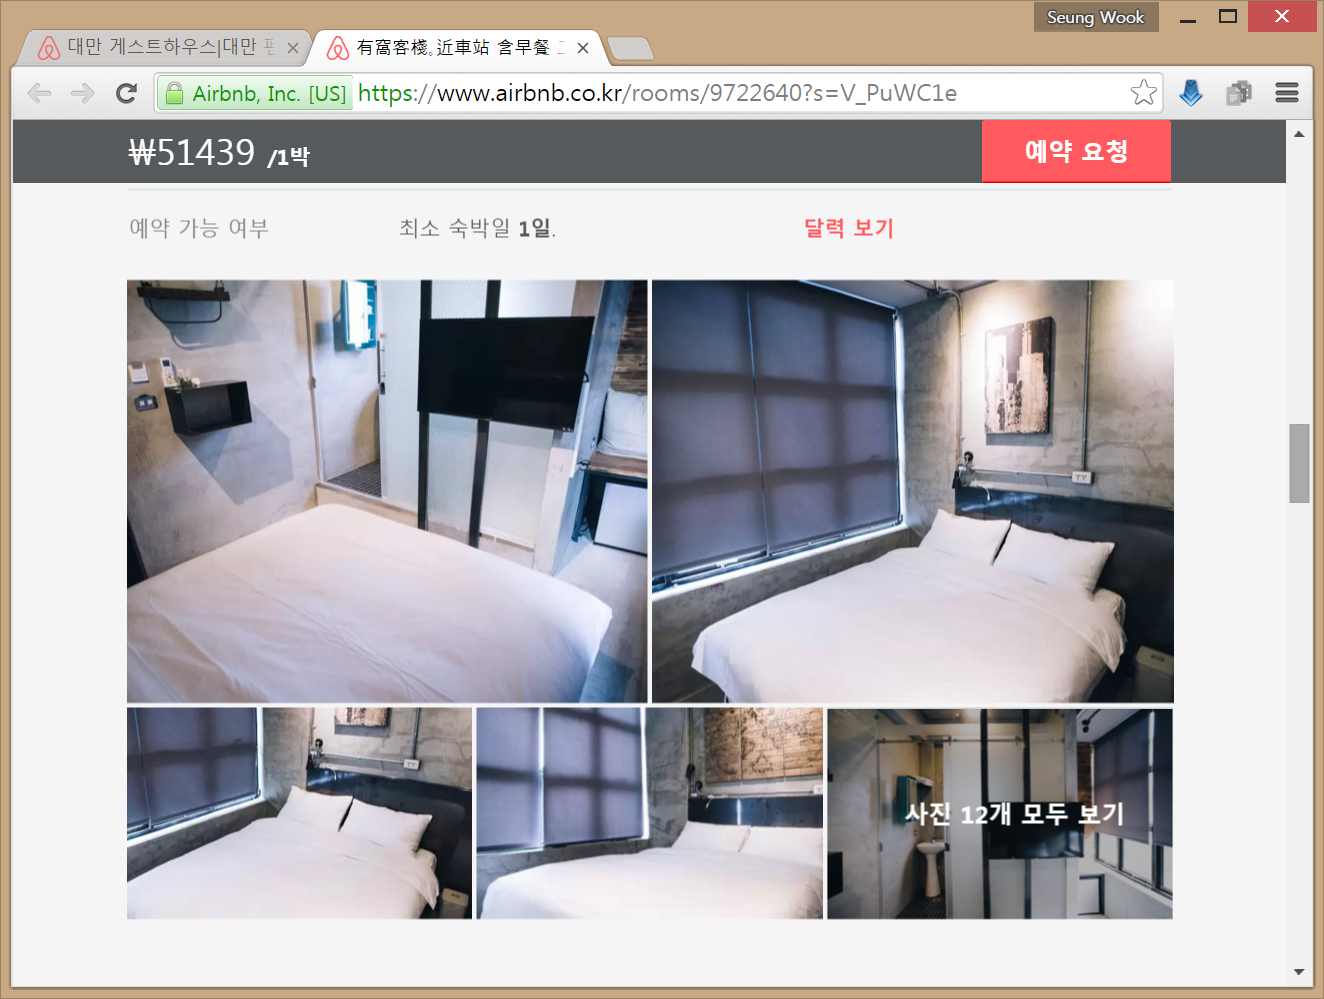 Seung Wook
대만 게스트하우스|대만
有窩客棧。近車站 含早餐
Airbnb, Inc. [US] https://www.airbnb.co.kr/rooms/9722640?s=V_PuWC1e
₩51439 /1박
예약 요청
예약 가능 여부 최소 숙박일 1일. 달력 보기
사진 12개 모두 보기